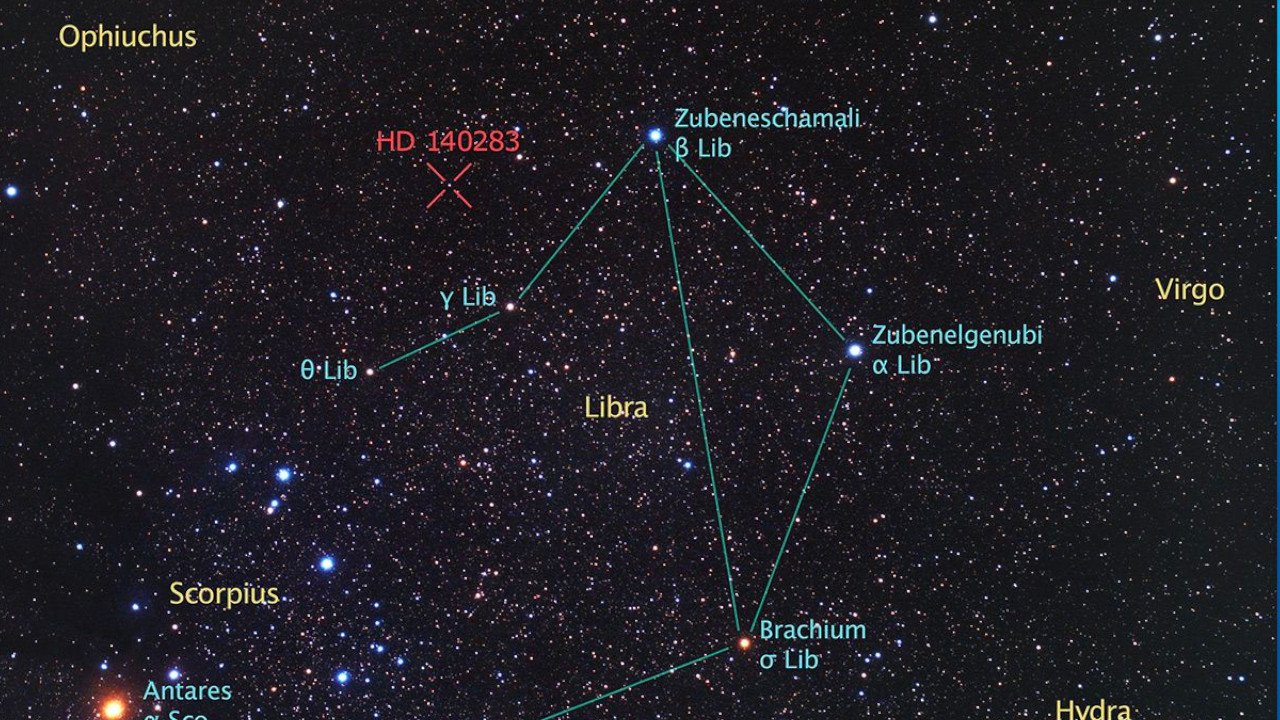 Ophiuchus
Zubeneschamali
β Lib
HD 140283
Virgo
γ Lib
Zubenelgenubi
α Lib
θ Lib
Libra
Scorpius
Brachium
σ Lib
Antares
α Sco
Hydra